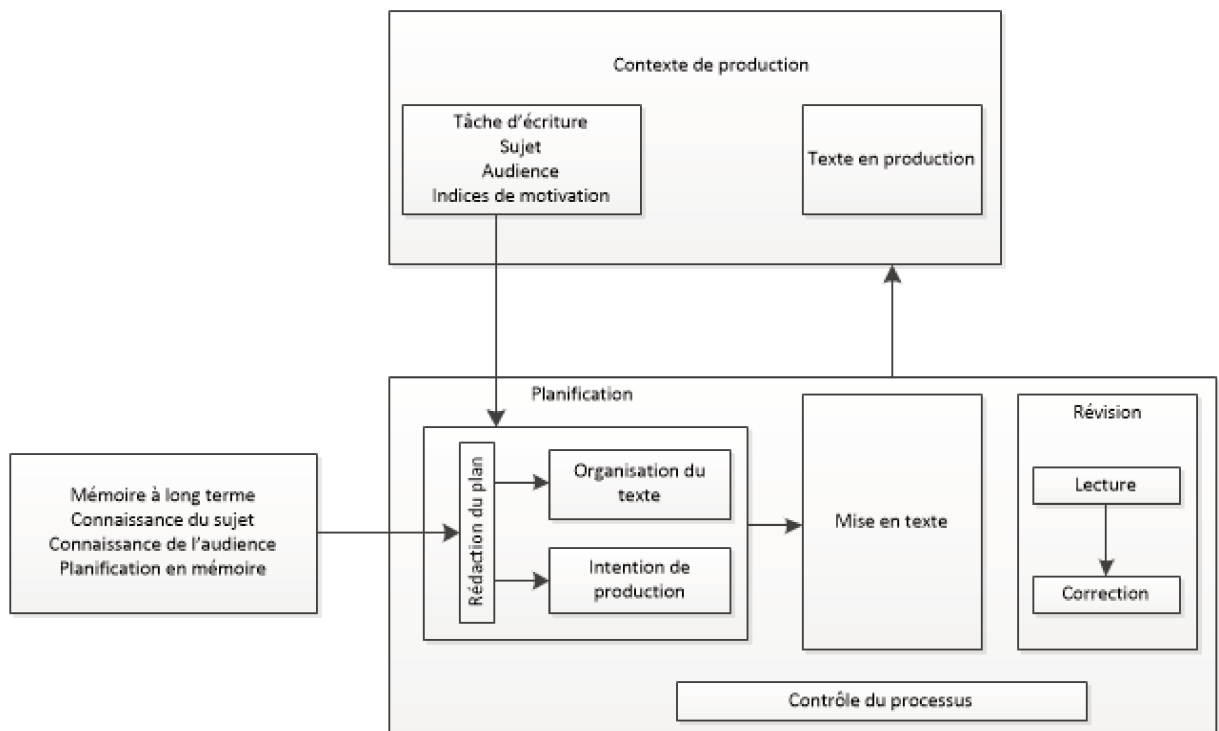 Contexte de production
Tâche d'écriture
Sujet
Audience
Indices de motivation
Texte en production
Mémoire à long terme
Connaissance du sujet
Connaissance de l'audience
Planification en mémoire
Planification
Rédaction du plan
Organisation du
texte
Intention de
production
Mise en texte
Révision
Lecture
Correction
Contrôle du processus